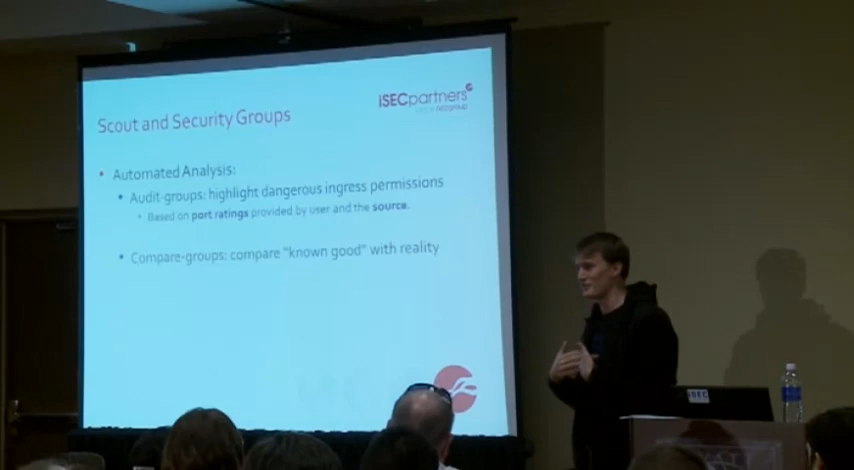 iSECpartners
Scout and Security Groups
• Automated Analysis:
• Audit-groups: highlight dangerous ingress permissions
• Based on port ratings provided by user and the source.
• Compare-groups: compare "known good" with reality
iSEC